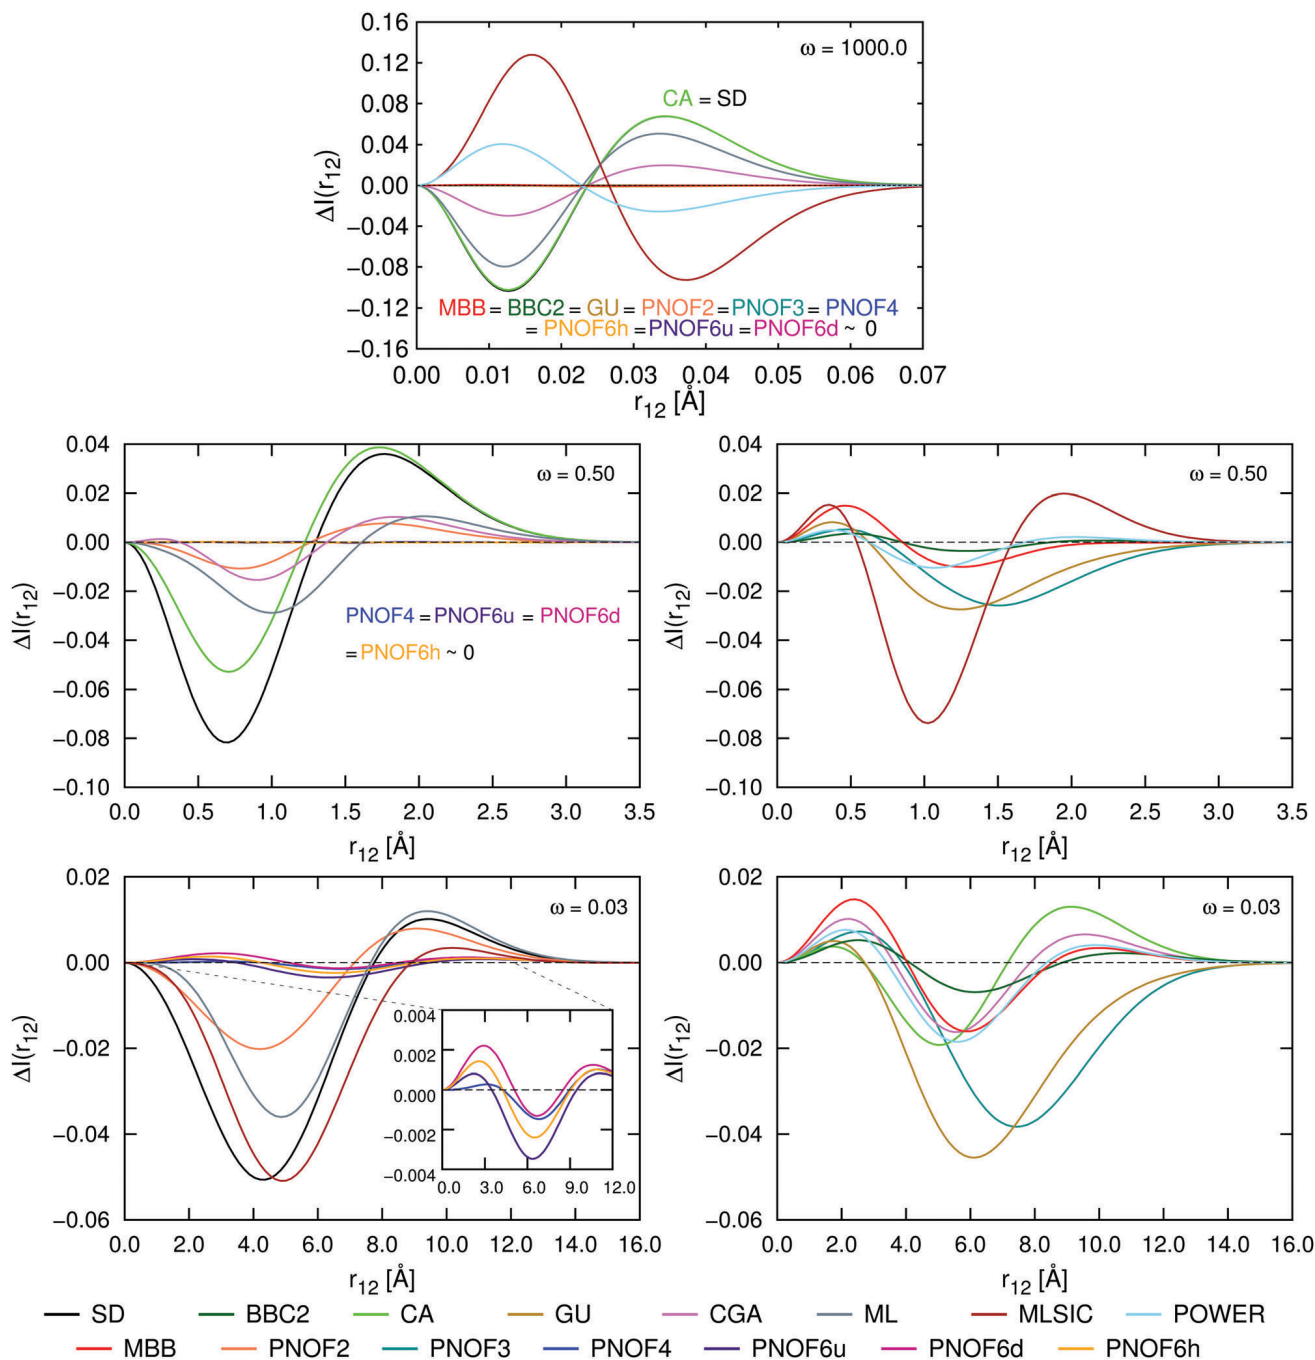 ω = 1000.0
CA = SD
MBB = BBC2 = GU = PNOF2 = PNOF3 = PNOF4
= PNOF6h = PNOF6u = PNOF6d ~ 0
0.16
0.12
0.08
0.04
0.00
−0.04
−0.08
−0.12
−0.16
ΔI(r12)
0.00 0.01 0.02 0.03 0.04 0.05 0.06 0.07
r12 [Å]
ω = 0.50
PNOF4 = PNOF6u = PNOF6d
= PNOF6h ~ 0
0.04
0.02
0.00
−0.02
−0.04
−0.06
−0.08
−0.10
ΔI(r12)
0.0 0.5 1.0 1.5 2.0 2.5 3.0 3.5
r12 [Å]
ω = 0.50
0.04
0.02
0.00
−0.02
−0.04
−0.06
−0.08
−0.10
ΔI(r12)
0.0 0.5 1.0 1.5 2.0 2.5 3.0 3.5
r12 [Å]
ω = 0.03
0.02
0.00
−0.02
−0.04
−0.06
ΔI(r12)
0.004
0.002
0.000
−0.002
−0.004
0.0 3.0 6.0 9.0 12.0
0.0 2.0 4.0 6.0 8.0 10.0 12.0 14.0 16.0
r12 [Å]
ω = 0.03
0.02
0.00
−0.02
−0.04
−0.06
ΔI(r12)
0.0 2.0 4.0 6.0 8.0 10.0 12.0 14.0 16.0
r12 [Å]
SD BBC2 CA GU CGA ML MLSIC POWER
MBB PNOF2 PNOF3 PNOF4 PNOF6u PNOF6d PNOF6h